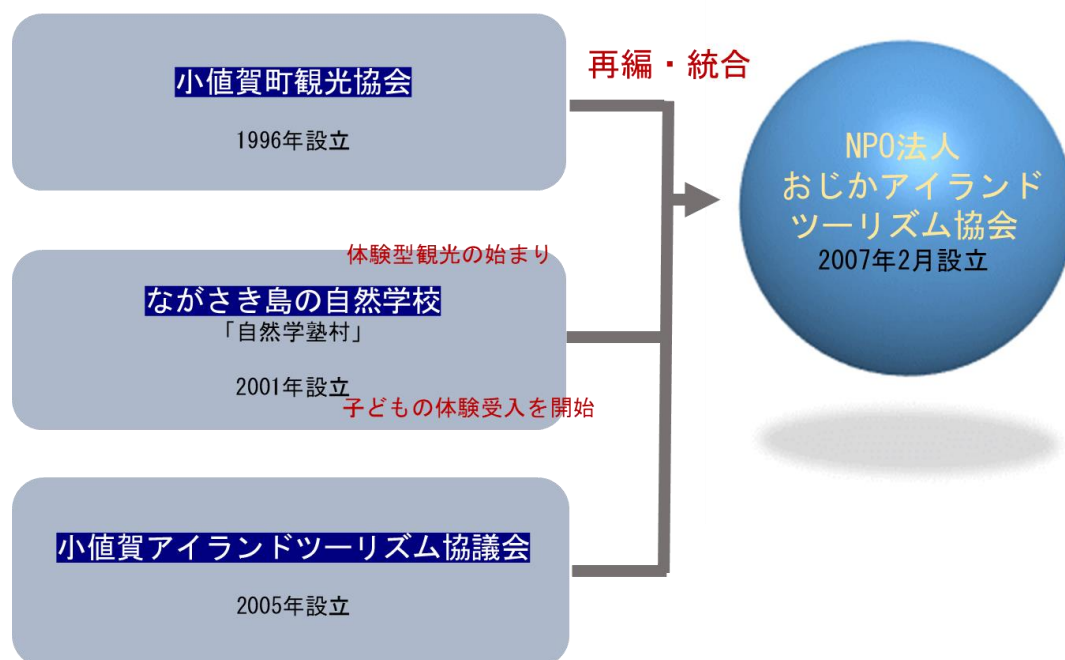 小値賀町観光協会
1996年設立
体験型観光の始まり
ながさき島の自然学校
「自然学塾村」
2001年設立
子どもの体験受入を開始
小値賀アイランドツーリズム協議会
2005年設立
再編・統合
NPO法人
おじかアイランド
ツーリズム協会
2007年2月設立